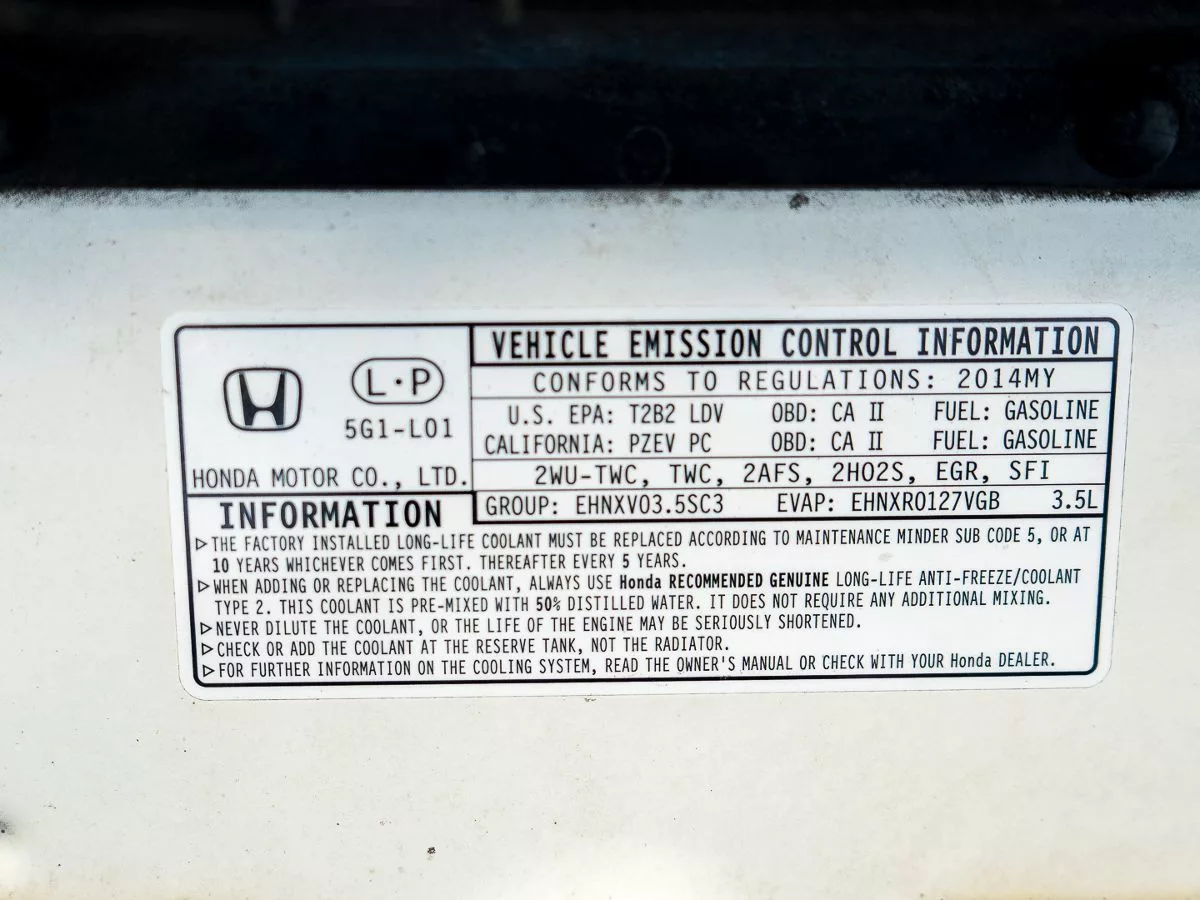 VEHICLE EMISSION CONTROL INFORMATION
L·P
5G1-L01
HONDA MOTOR CO., LTD.
CONFORMS TO REGULATIONS: 2014MY
U.S. EPA: T2B2 LDV OBD: CA II FUEL: GASOLINE
CALIFORNIA: PZEV PC OBD: CA II FUEL: GASOLINE
2WU-TWC, TWC, 2AFS, 2HO2S, EGR, SFI
GROUP: EHNXV03.5SC3 EVAP: EHNXR0127VGB 3.5L
INFORMATION
▷THE FACTORY INSTALLED LONG-LIFE COOLANT MUST BE REPLACED ACCORDING TO MAINTENANCE MINDER SUB CODE 5, OR AT
10 YEARS WHICHEVER COMES FIRST. THEREAFTER EVERY 5 YEARS.
▷WHEN ADDING OR REPLACING THE COOLANT, ALWAYS USE Honda RECOMMENDED GENUINE LONG-LIFE ANTI-FREEZE/COOLANT
TYPE 2. THIS COOLANT IS PRE-MIXED WITH 50% DISTILLED WATER. IT DOES NOT REQUIRE ANY ADDITIONAL MIXING.
▷NEVER DILUTE THE COOLANT, OR THE LIFE OF THE ENGINE MAY BE SERIOUSLY SHORTENED.
▷CHECK OR ADD THE COOLANT AT THE RESERVE TANK, NOT THE RADIATOR.
▷FOR FURTHER INFORMATION ON THE COOLING SYSTEM, READ THE OWNER'S MANUAL OR CHECK WITH YOUR Honda DEALER.